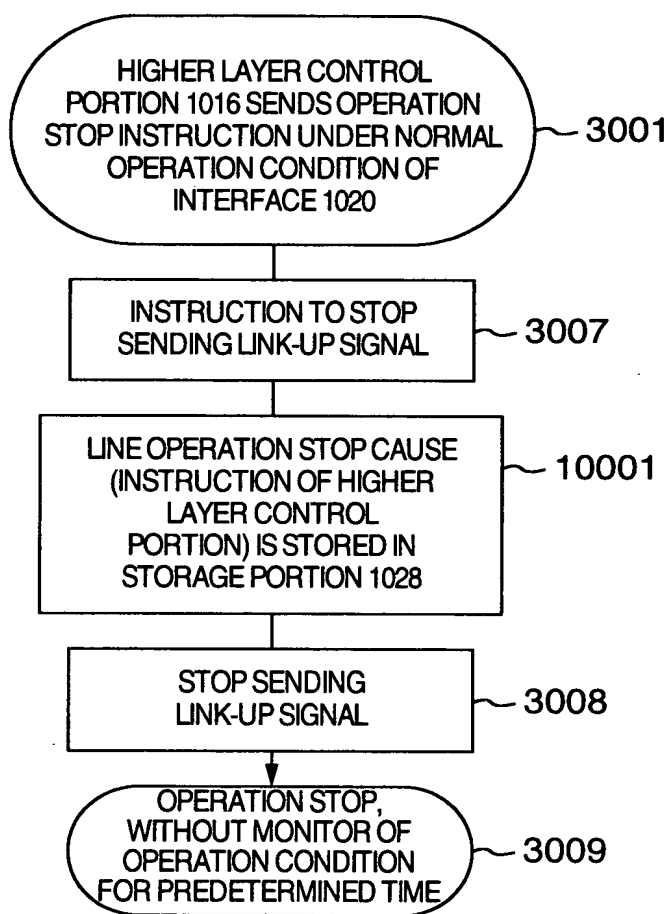 HIGHER LAYER CONTROL
PORTION 1016 SENDS OPERATION
STOP INSTRUCTION UNDER NORMAL
OPERATION CONDITION OF
INTERFACE 1020
3001
INSTRUCTION TO STOP
SENDING LINK-UP SIGNAL
3007
LINE OPERATION STOP CAUSE
(INSTRUCTION OF HIGHER
LAYER CONTROL
PORTION) IS STORED IN
STORAGE PORTION 1028
10001
STOP SENDING
LINK-UP SIGNAL
3008
OPERATION STOP,
WITHOUT MONITOR OF
OPERATION CONDITION
FOR PREDETERMINED TIME
3009